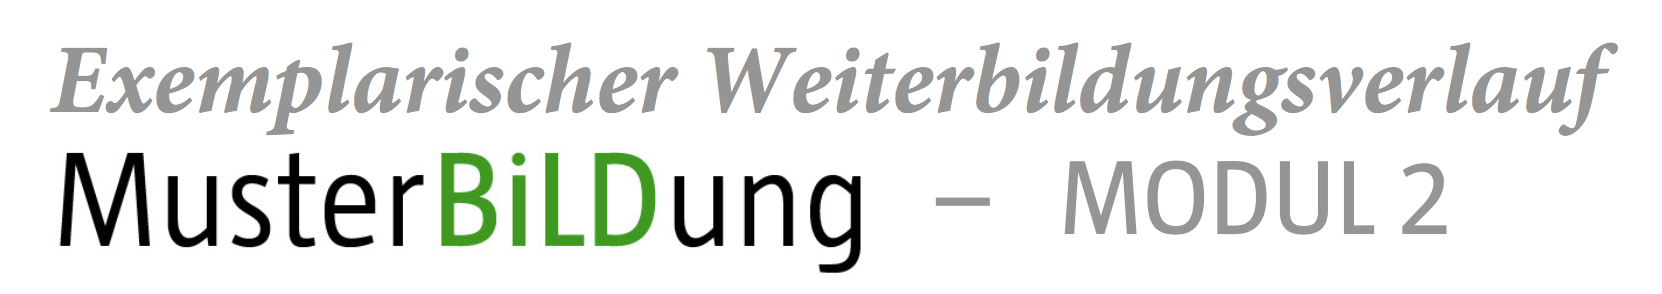 Exemplarischer Weiterbildungsverlauf
MusterBiLDung – MODUL 2